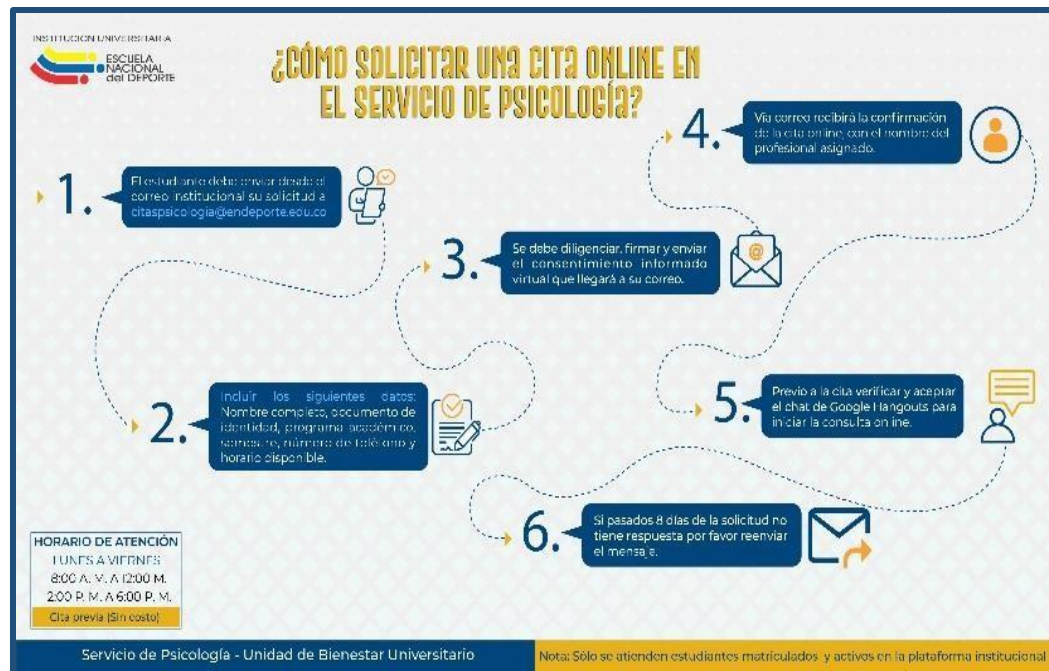 INSTITUCIÓN UNIVERSITARIA
ESCUELA
NACIONAL
del DEPORTE
¿CÓMO SOLICITAR UNA CITA ONLINE EN
EL SERVICIO DE PSICOLOGÍA?
1.
El estudiante debe enviar desde el
correo institucional su solicitud a
citaspsicologia@endeporte.edu.co
2.
Incluir los siguientes datos:
Nombre completo, documento de
identidad, programa académico,
semestre, número de teléfono y
horario disponible.
3.
Se debe diligenciar, firmar y enviar
el consentimiento informado
virtual que llegará a su correo.
@
4.
Vía correo recibirá la confirmación
de la cita online, con el nombre del
profesional asignado.
5.
Previo a la cita verificar y aceptar
el chat de Google Hangouts para
iniciar la consulta online.
6.
Si pasados 8 días de la solicitud no
tiene respuesta por favor reenviar
el mensaje.
HORARIO DE ATENCIÓN
LUNES A VIERNES
8:00 A. M. A 12:00 M.
2:00 P. M. A 6:00 P. M.
Cita previa (Sin costo)
Servicio de Psicología - Unidad de Bienestar Universitario
Nota: Sólo se atienden estudiantes matriculados y activos en la plataforma institucional